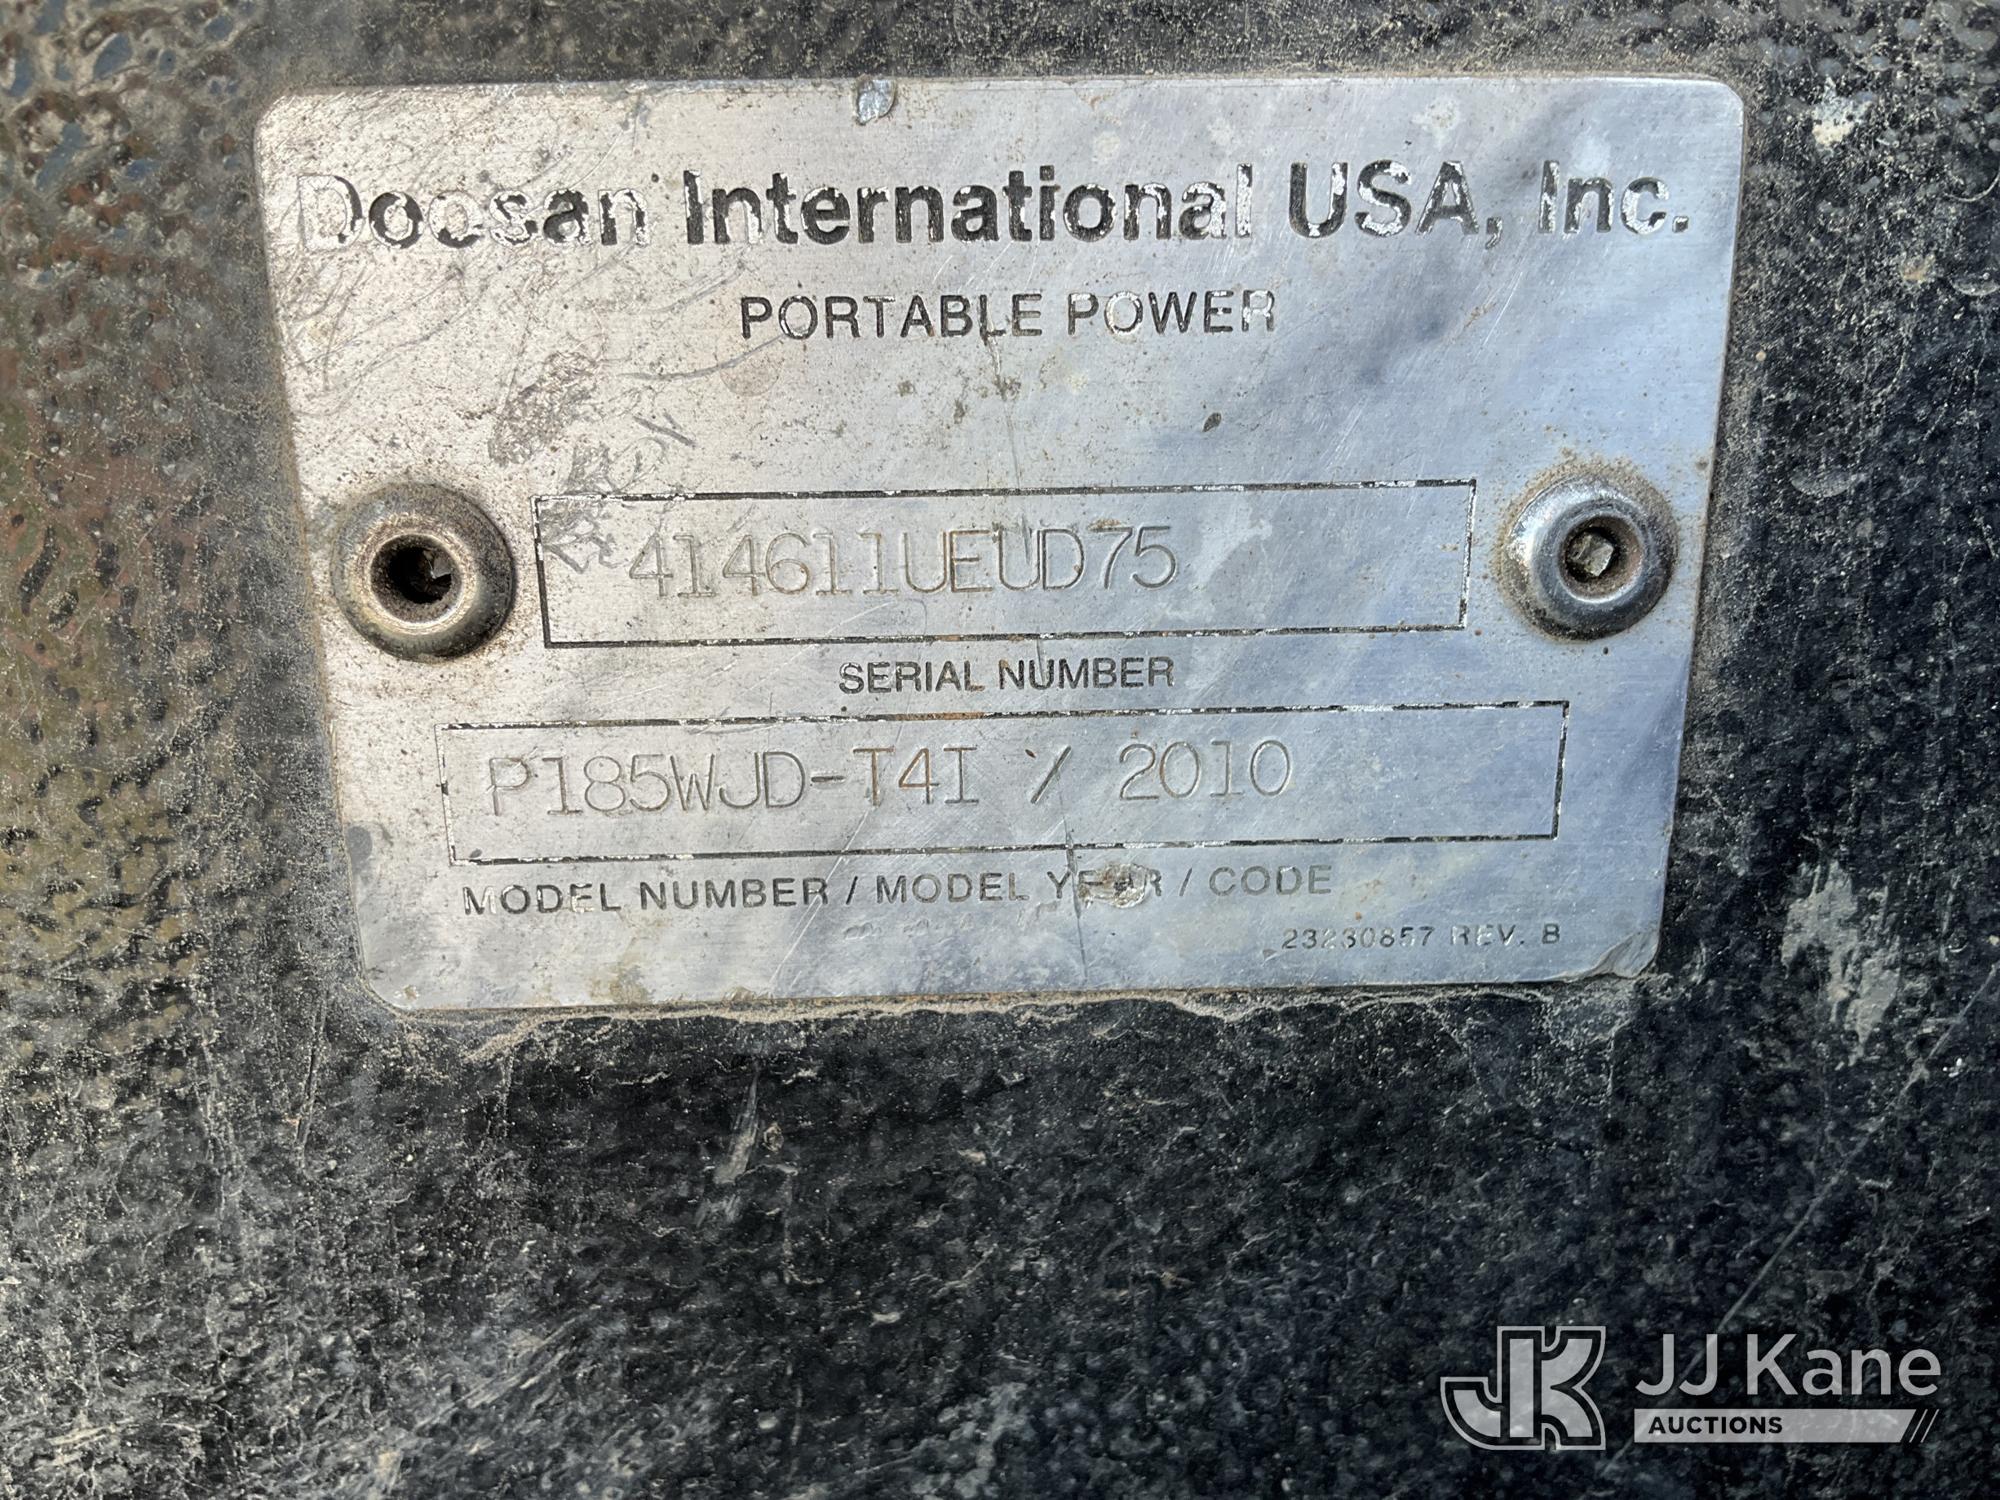 Doosan International USA, Inc.
PORTABLE POWER
414611UEUD75
SERIAL NUMBER
P185WJD-T4I / 2010
MODEL NUMBER / MODEL YEAR / CODE
23230857 REV. B
JK JJ Kane
AUCTIONS